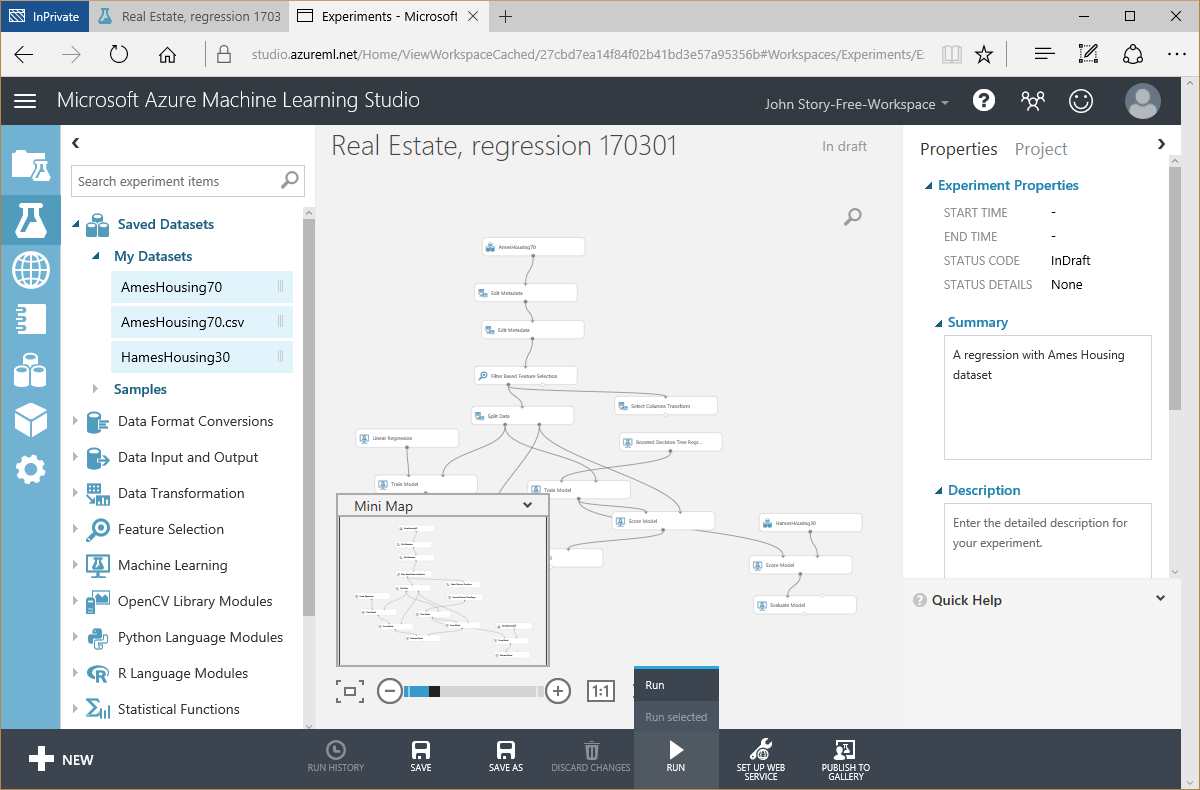 InPrivate
Real Estate, regression 1703
Experiments - Microsoft
studio.azureml.net/Home/ViewWorkspaceCached/27cbd7ea14f84f02b41bd3e57a95356b#Workspaces/Experiments/E
Microsoft Azure Machine Learning Studio
John Story-Free-Workspace
?
Search experiment items
Saved Datasets
My Datasets
AmesHousing70
AmesHousing70.csv
HamesHousing30
Samples
Data Format Conversions
Data Input and Output
Data Transformation
Feature Selection
Machine Learning
OpenCV Library Modules
Python Language Modules
R Language Modules
Statistical Functions
Real Estate, regression 170301
In draft
AmesHousing70
Edit Metadata
Edit Metadata
Filter Based Feature Selection
Select Columns Transform
Split Data
Linear Regression
Boosted Decision Tree Regr...
Train Model
Train Model
Score Model
HamesHousing30
Score Model
Evaluate Model
Mini Map
1:1
Properties
Project
Experiment Properties
START TIME -
END TIME -
STATUS CODE InDraft
STATUS DETAILS None
Summary
A regression with Ames Housing
dataset
Description
Enter the detailed description for
your experiment.
? Quick Help
Run
Run selected
NEW
RUN HISTORY
SAVE
SAVE AS
DISCARD CHANGES
RUN
SET UP WEB
SERVICE
PUBLISH TO
GALLERY